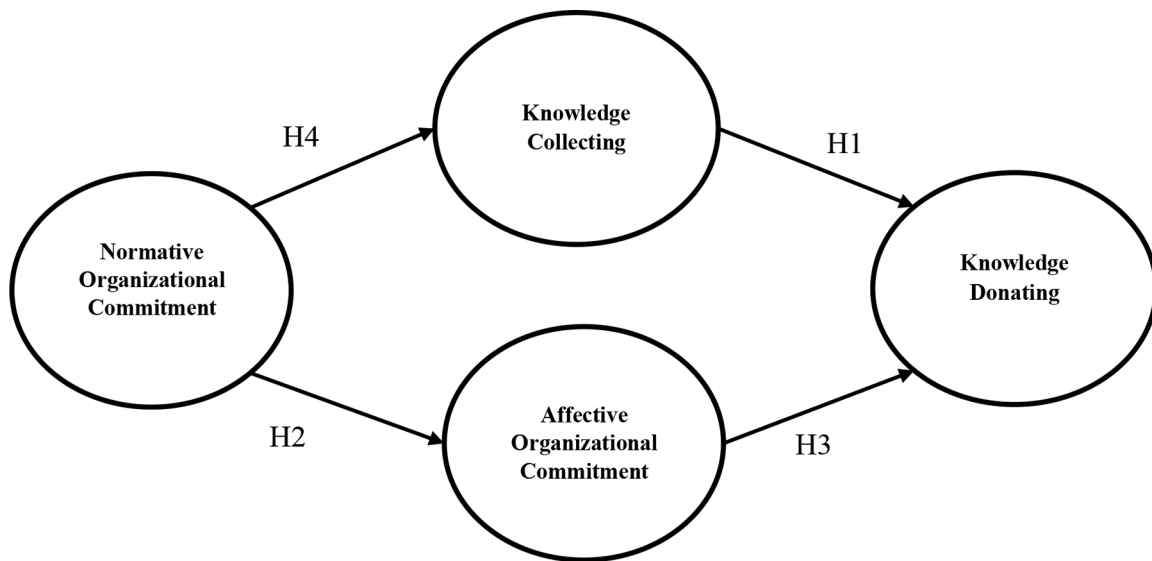 Knowledge
Collecting
H4
H1
Normative
Organizational
Commitment
Knowledge
Donating
H2
Affective
Organizational
Commitment
H3